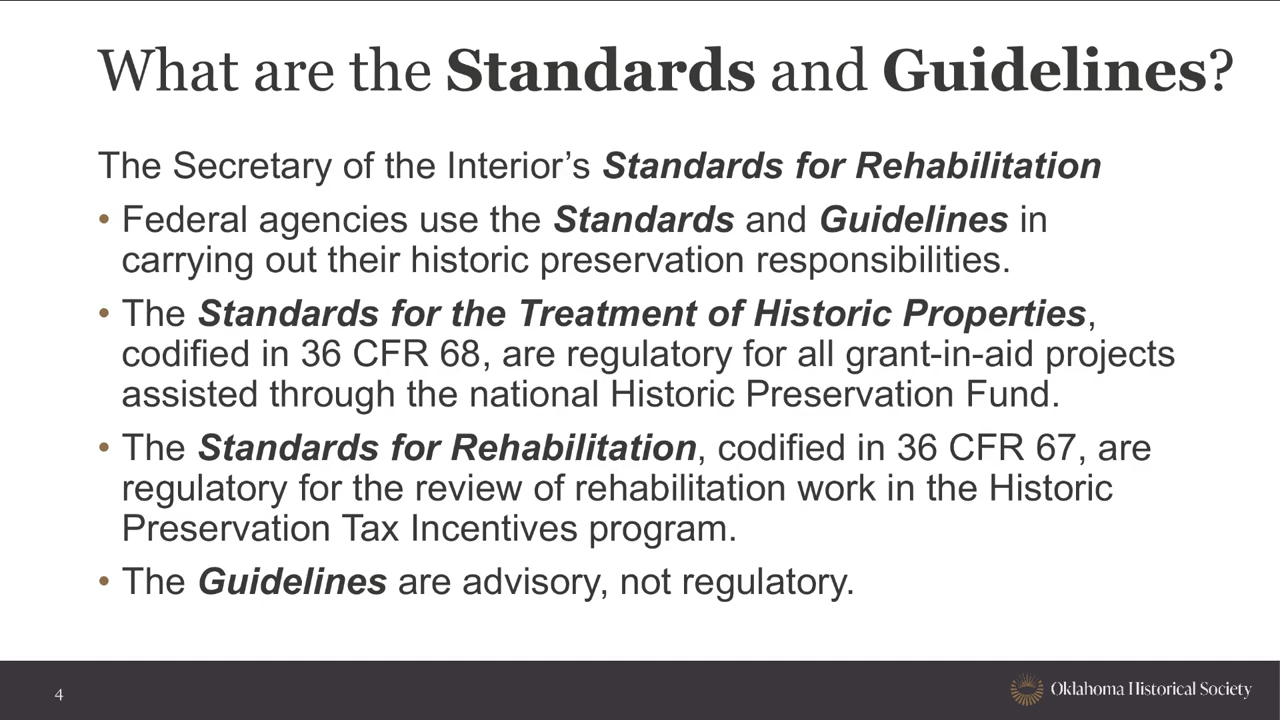 What are the Standards and Guidelines?
The Secretary of the Interior’s Standards for Rehabilitation
• Federal agencies use the Standards and Guidelines in
carrying out their historic preservation responsibilities.
• The Standards for the Treatment of Historic Properties,
codified in 36 CFR 68, are regulatory for all grant-in-aid projects
assisted through the national Historic Preservation Fund.
• The Standards for Rehabilitation, codified in 36 CFR 67, are
regulatory for the review of rehabilitation work in the Historic
Preservation Tax Incentives program.
• The Guidelines are advisory, not regulatory.
4
Oklahoma Historical Society